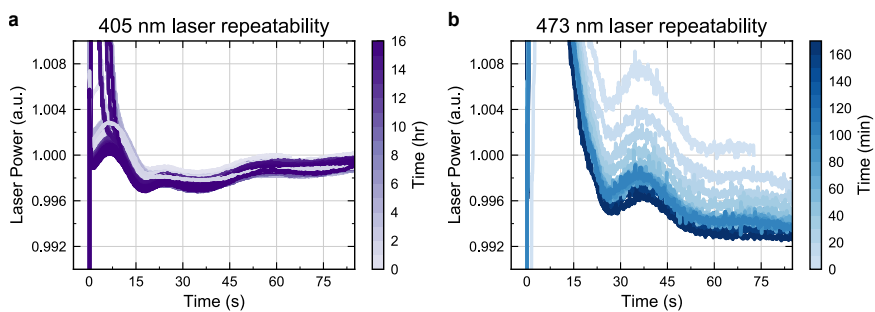 a
405 nm laser repeatability
1.008
1.004
1.000
0.996
0.992
Laser Power (a.u.)
0 15 30 45 60 75
Time (s)
16
14
12
10
8
6
4
2
0
Time (hr)
b
473 nm laser repeatability
1.008
1.004
1.000
0.996
0.992
Laser Power (a.u.)
0 15 30 45 60 75
Time (s)
160
140
120
100
80
60
40
20
0
Time (min)